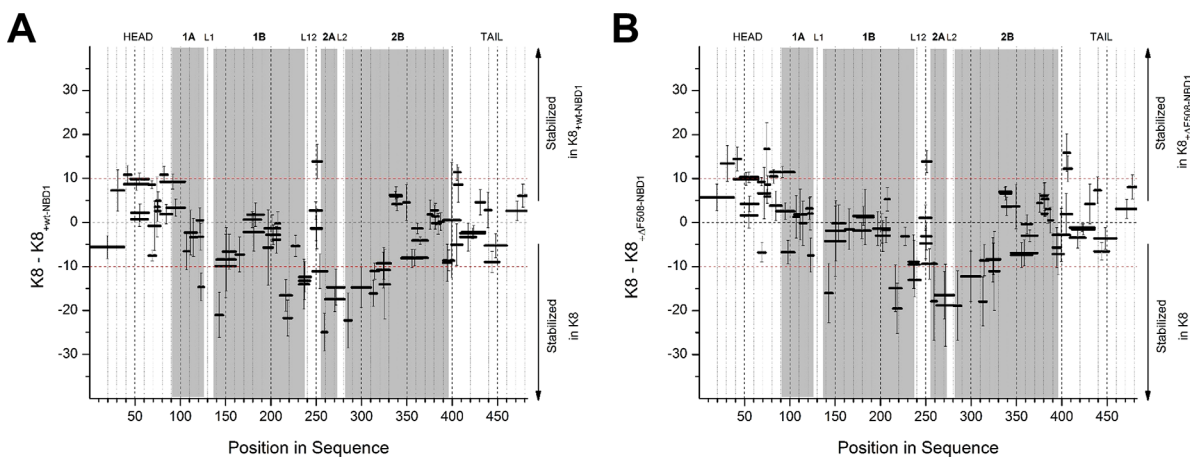 A
HEAD 1A L1 1B L12 2A L2 2B TAIL
K8 - K8+wt-NBD1
30
20
10
0
-10
-20
-30
50 100 150 200 250 300 350 400 450
Position in Sequence
Stabilized
in K8+wt-NBD1
Stabilized
in K8
B
HEAD 1A L1 1B L12 2A L2 2B TAIL
K8 - K8-ΔF508-NBD1
30
20
10
0
-10
-20
-30
50 100 150 200 250 300 350 400 450
Position in Sequence
Stabilized
in K8+ΔF508-NBD1
Stabilized
in K8